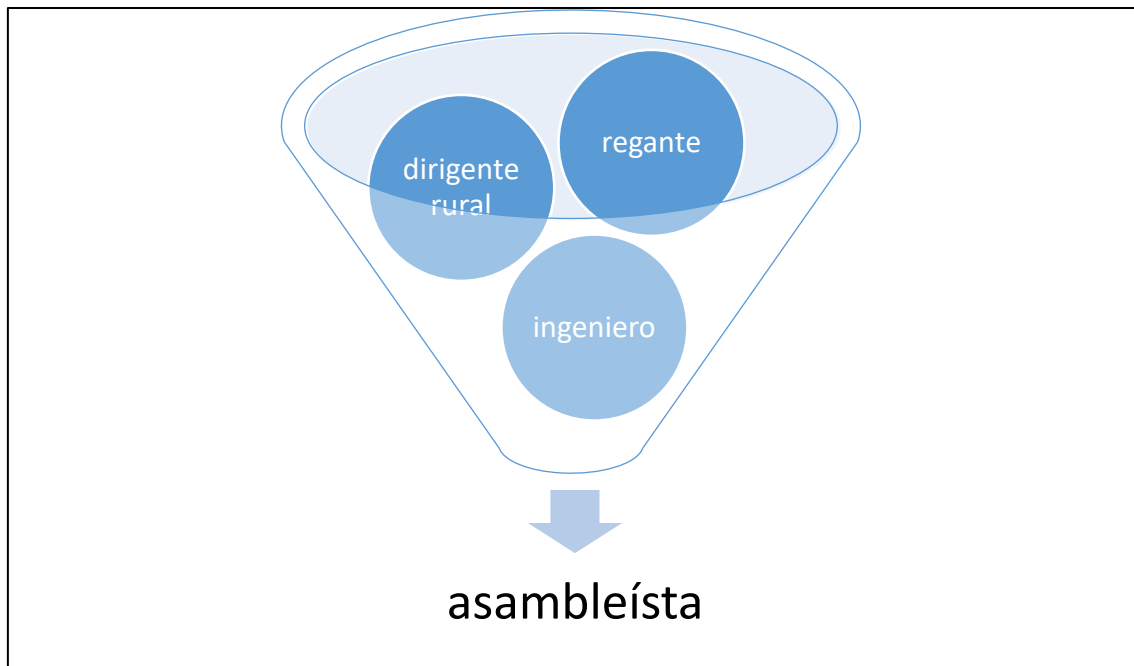 regante
dirigente
rural
ingeniero
asambleísta